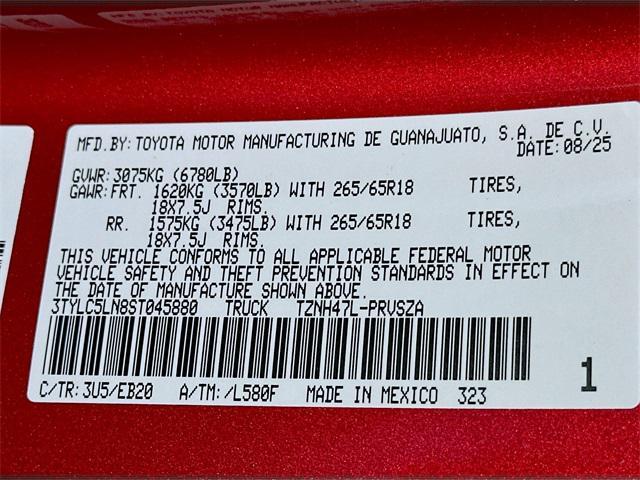 MFD.BY: TOYOTA MOTOR MANUFACTURING DE GUANAJUATO, S.A. DE C.V.
DATE: 08/25
GVWR: 3075KG (6780LB)
GAWR: FRT. 1620KG (3570LB) WITH 265/65R18 TIRES,
18X7.5J RIMS.
RR. 1575KG (3475LB) WITH 265/65R18 TIRES,
18X7.5J RIMS.
THIS VEHICLE CONFORMS TO ALL APPLICABLE FEDERAL MOTOR
VEHICLE SAFETY AND THEFT PREVENTION STANDARDS IN EFFECT ON
THE DATE OF MANUFACTURE SHOWN ABOVE.
3TYLC5LN8ST045880 TRUCK TZNH47L-PRVSZA
1
C/TR: 3U5/EB20 A/TM: /L580F MADE IN MEXICO 323